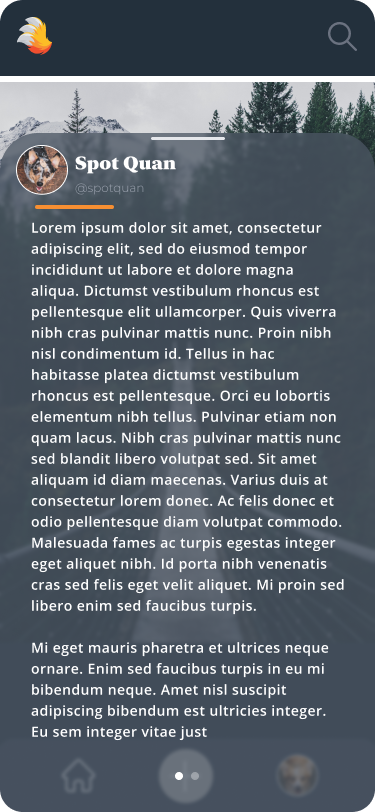 Spot Quan
@spotquan
Lorem ipsum dolor sit amet, consectetur
adipiscing elit, sed do eiusmod tempor
incididunt ut labore et dolore magna
aliqua. Dictumst vestibulum rhoncus est
pellentesque elit ullamcorper. Quis viverra
nibh cras pulvinar mattis nunc. Proin nibh
nisl condimentum id. Tellus in hac
habitasse platea dictumst vestibulum
rhoncus est pellentesque. Orci eu lobortis
elementum nibh tellus. Pulvinar etiam non
quam lacus. Nibh cras pulvinar mattis nunc
sed blandit libero volutpat sed. Sit amet
aliquam id diam maecenas. Varius duis at
consectetur lorem donec. Ac felis donec et
odio pellentesque diam volutpat commodo.
Malesuada fames ac turpis egestas integer
eget aliquet nibh. Id porta nibh venenatis
cras sed felis eget velit aliquet. Mi proin sed
libero enim sed faucibus turpis.
Mi eget mauris pharetra et ultrices neque
ornare. Enim sed faucibus turpis in eu mi
bibendum neque. Amet nisl suscipit
adipiscing bibendum est ultricies integer.
Eu sem integer vitae just